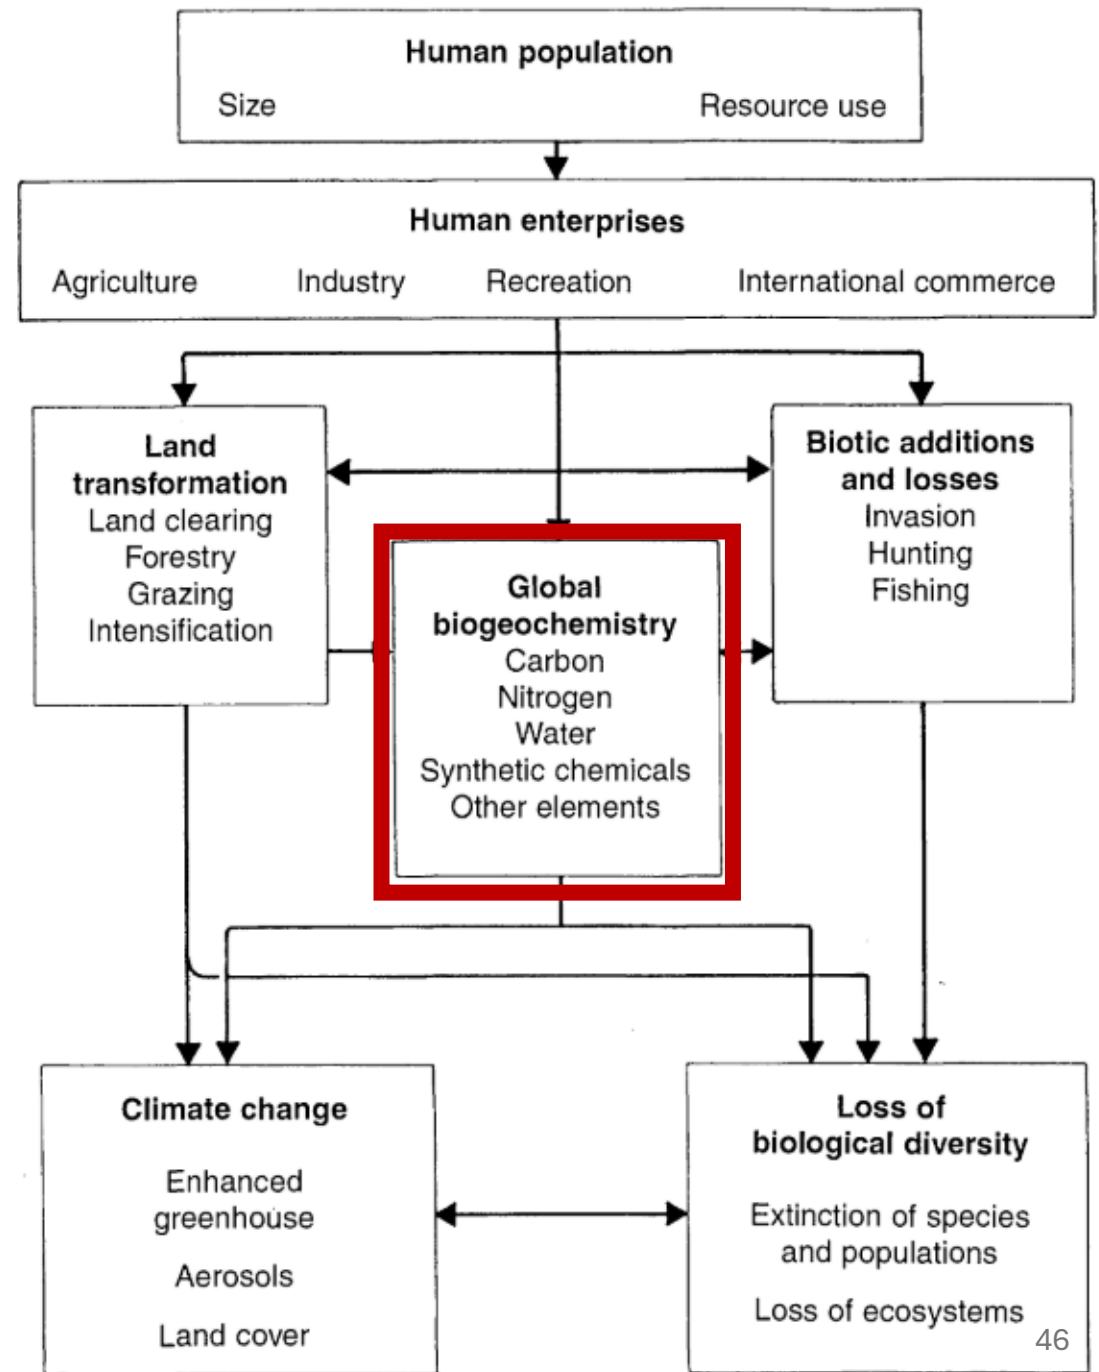 Human population
Size Resource use
Human enterprises
Agriculture Industry Recreation International commerce
Land
transformation
Land clearing
Forestry
Grazing
Intensification
Biotic additions
and losses
Invasion
Hunting
Fishing
Global
biogeochemistry
Carbon
Nitrogen
Water
Synthetic chemicals
Other elements
Climate change
Enhanced
greenhouse
Aerosols
Land cover
Loss of
biological diversity
Extinction of species
and populations
Loss of ecosystems
46